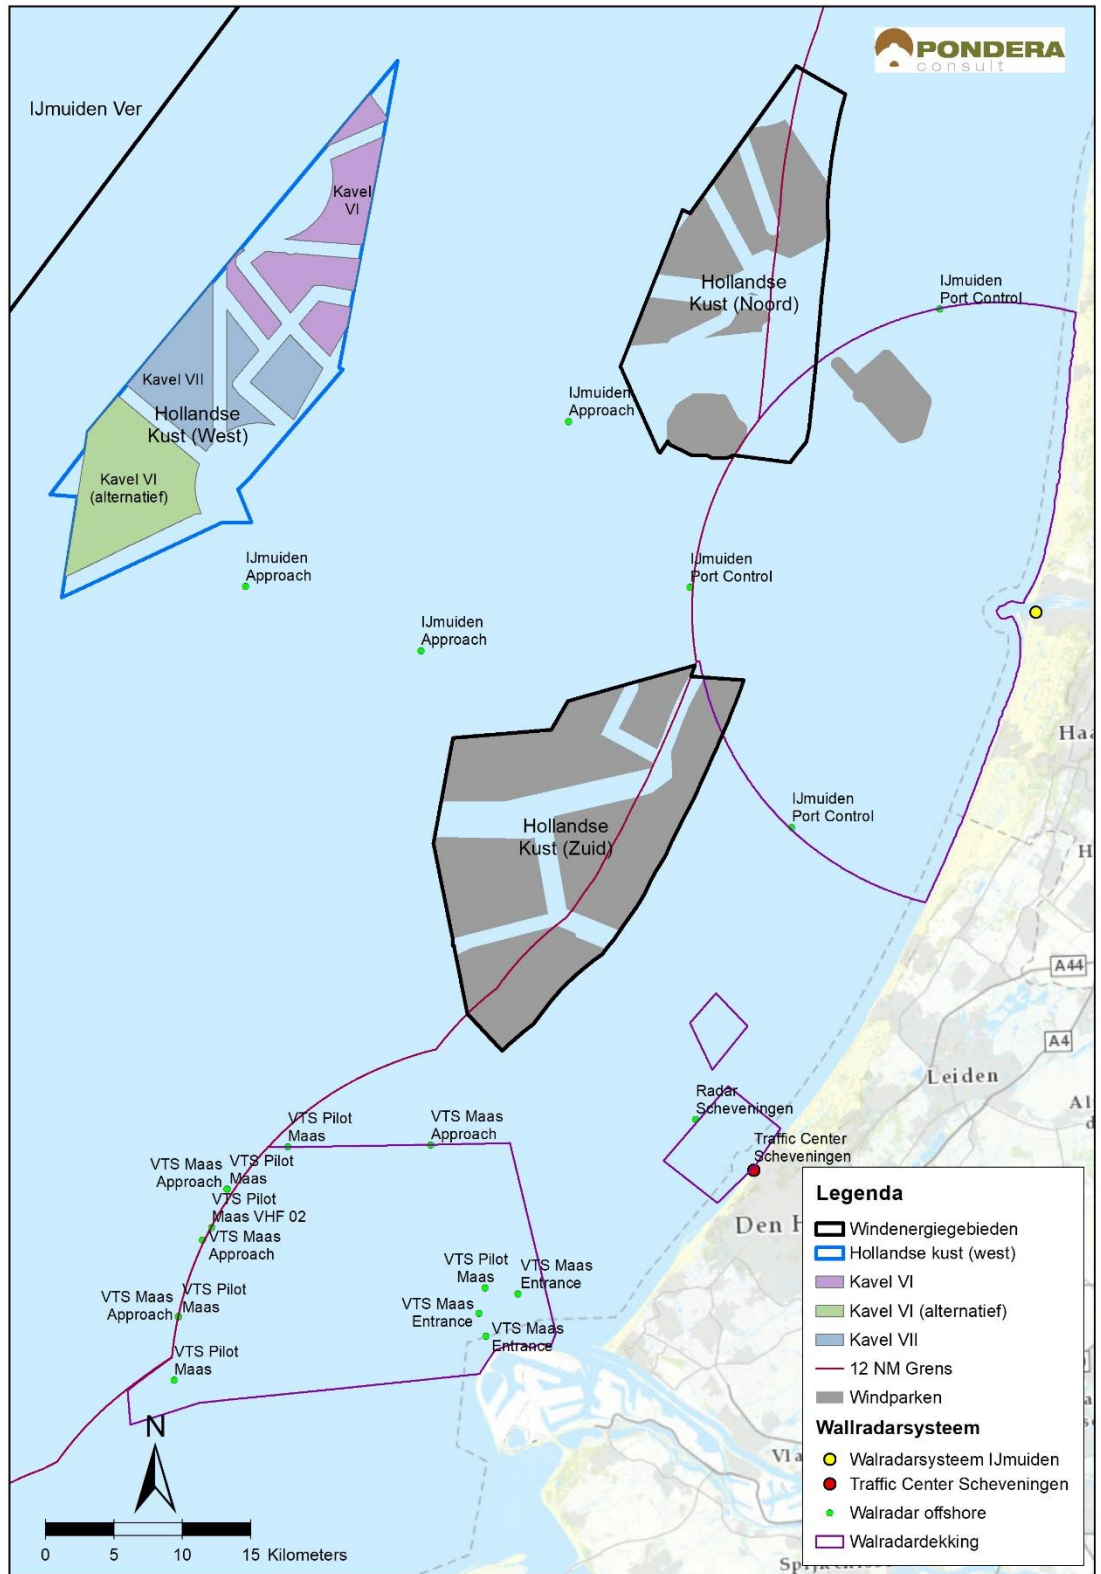 PONDERA
consult
IJmuiden Ver
Kavel
VI
Hollandse
Kust (Noord)
IJmuiden
Port Control
Kavel VII
Hollandse
Kust (West)
IJmuiden
Approach
Kavel VI
(alternatief)
IJmuiden
Approach
IJmuiden
Port Control
IJmuiden
Approach
Haa
IJmuiden
Port Control
Hollandse
Kust (Zuid)
H
A44
A4
Leiden
Radar
Scheveningen
Al
d
VTS Pilot
Maas
VTS Maas
Approach
Traffic Center
Scheveningen
VTS Maas
Approach
VTS Pilot
Maas
VTS Pilot
Maas VHF 02
VTS Maas
Approach
Den H
VTS Pilot
Maas
VTS Maas
Entrance
VTS Maas
Approach
VTS Pilot
Maas
VTS Maas
Entrance
VTS Maas
Entrance
VTS Pilot
Maas
Legenda
Windenergiegebieden
Hollandse kust (west)
Kavel VI
Kavel VI (alternatief)
Kavel VII
12 NM Grens
Windparken
Wallradarsysteem
Walradarsysteem IJmuiden
Traffic Center Scheveningen
Walradar offshore
Walradardekking
Vla
N
0 5 10 15 Kilometers